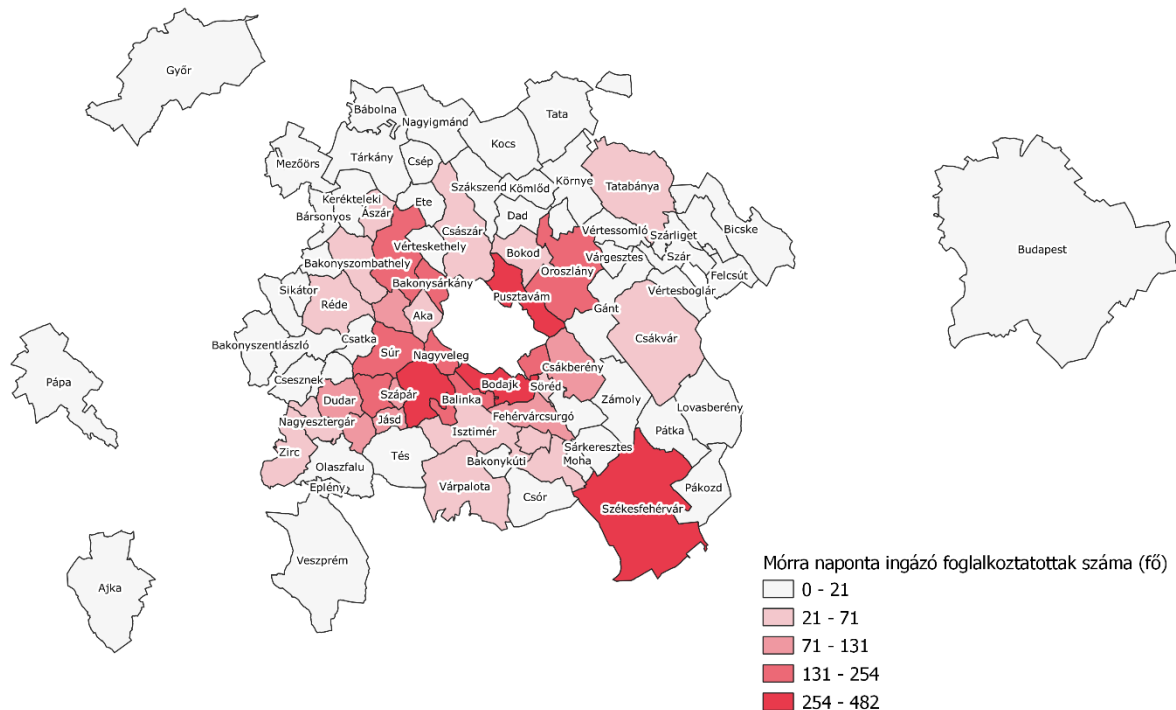 Győr
Bábolna
Nagyigmánd
Tata
Kocs
Mezőörs
Tárkány
Csép
Környe
Szákszend
Kömlőd
Tatabánya
Kerékteleki
Ete
Ászár
Bársonyos
Dad
Császár
Vértessomló
Szárliget
Bicske
Vérteskethely
Bokod
Budapest
Várgesztes
Szár
Bakonyszombathely
Oroszlány
Felcsút
Bakonysárkány
Sikátor
Vértesboglár
Pusztavám
Réde
Gánt
Aka
Csatka
Csákvár
Bakonyszentlászló
Súr
Nagyveleg
Csákberény
Pápa
Csesznek
Bodajk
Söréd
Szápár
Balinka
Zámoly
Dudar
Lovasberény
Nagyesztergár
Jásd
Fehérvárcsurgó
Isztimér
Pátka
Zirc
Sárkeresztes
Tés
Bakonykúti
Moha
Olaszfalu
Eplény
Várpalota
Csór
Pákozd
Székesfehérvár
Veszprém
Ajka
Mórra naponta ingázó foglalkoztatottak száma (fő)
0 - 21
21 - 71
71 - 131
131 - 254
254 - 482